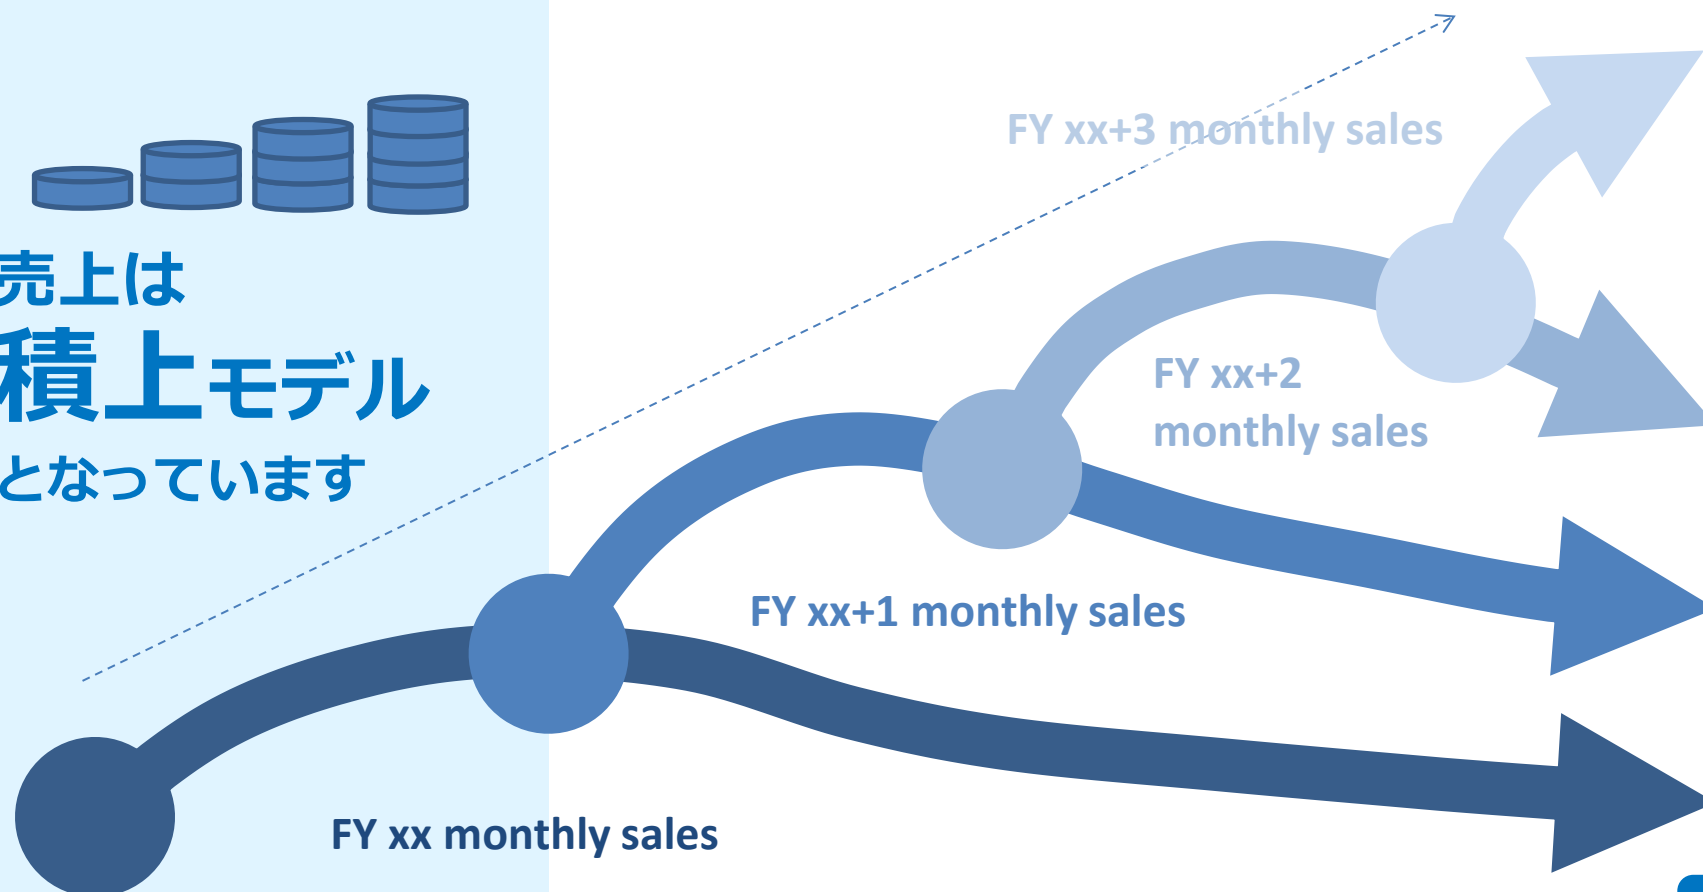 売上は
積上モデル
となっています
FY xx+3 monthly sales
FY xx+2
monthly sales
FY xx+1 monthly sales
FY xx monthly sales